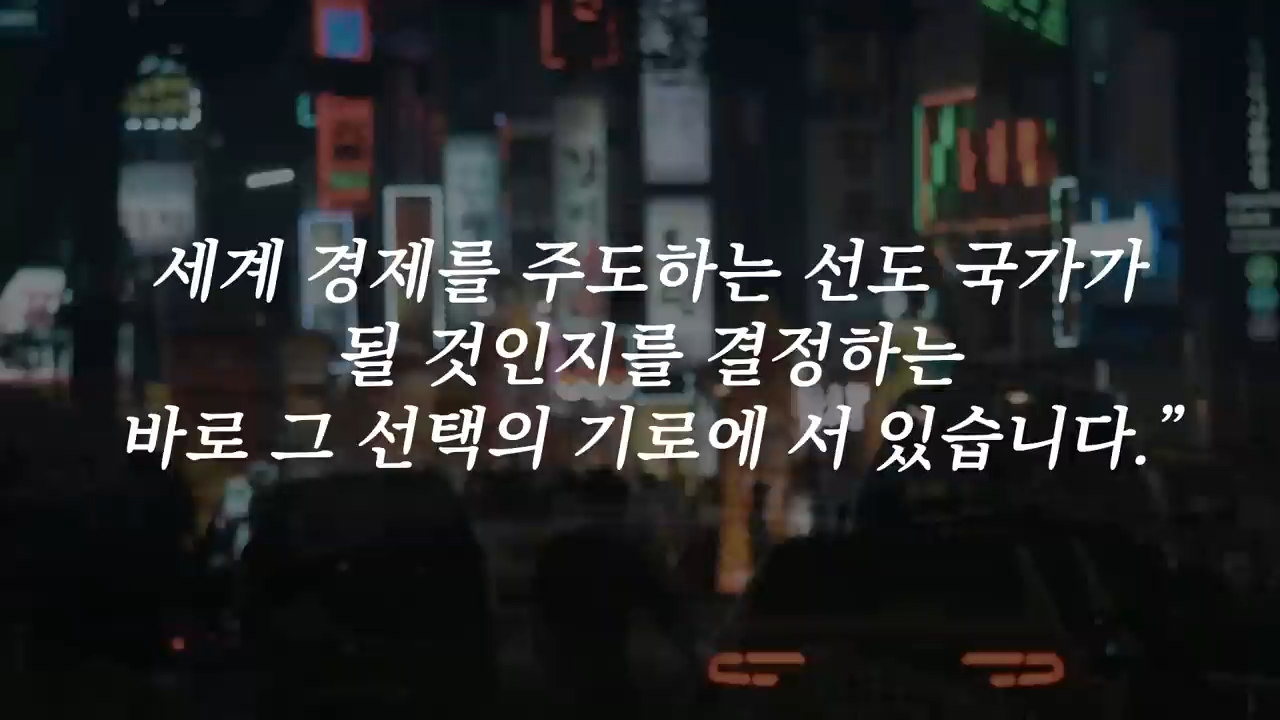 세계 경제를 주도하는 선도 국가가
될 것인지를 결정하는
바로 그 선택의 기로에 서 있습니다.”